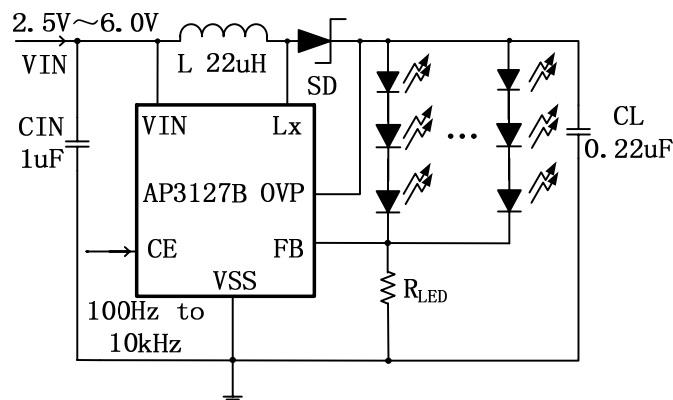 2.5V～6.0V
VIN
L 22uH
SD
CIN
1uF
VIN
Lx
AP3127B
OVP
CE
FB
VSS
100Hz to
10kHz
R_LED
...
CL
0.22uF